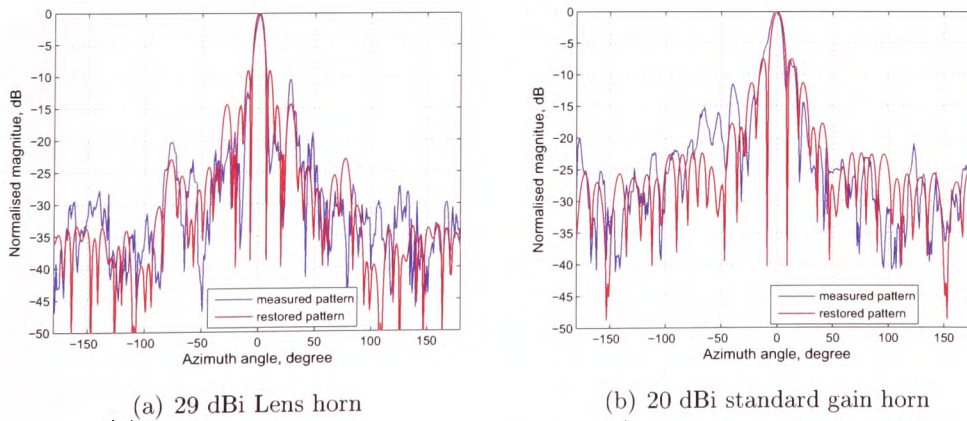 0
−5
−10
−15
−20
−25
−30
−35
−40
−45
−50
−150 −100 −50 0 50 100 150
Normalised magnitue, dB
Azimuth angle, degree
measured pattern
restored pattern
(a) 29 dBi Lens horn
0
−5
−10
−15
−20
−25
−30
−35
−40
−45
−50
−150 −100 −50 0 50 100 150
Normalised magnitue, dB
Azimuth angle, degree
measured pattern
restored pattern
(b) 20 dBi standard gain horn